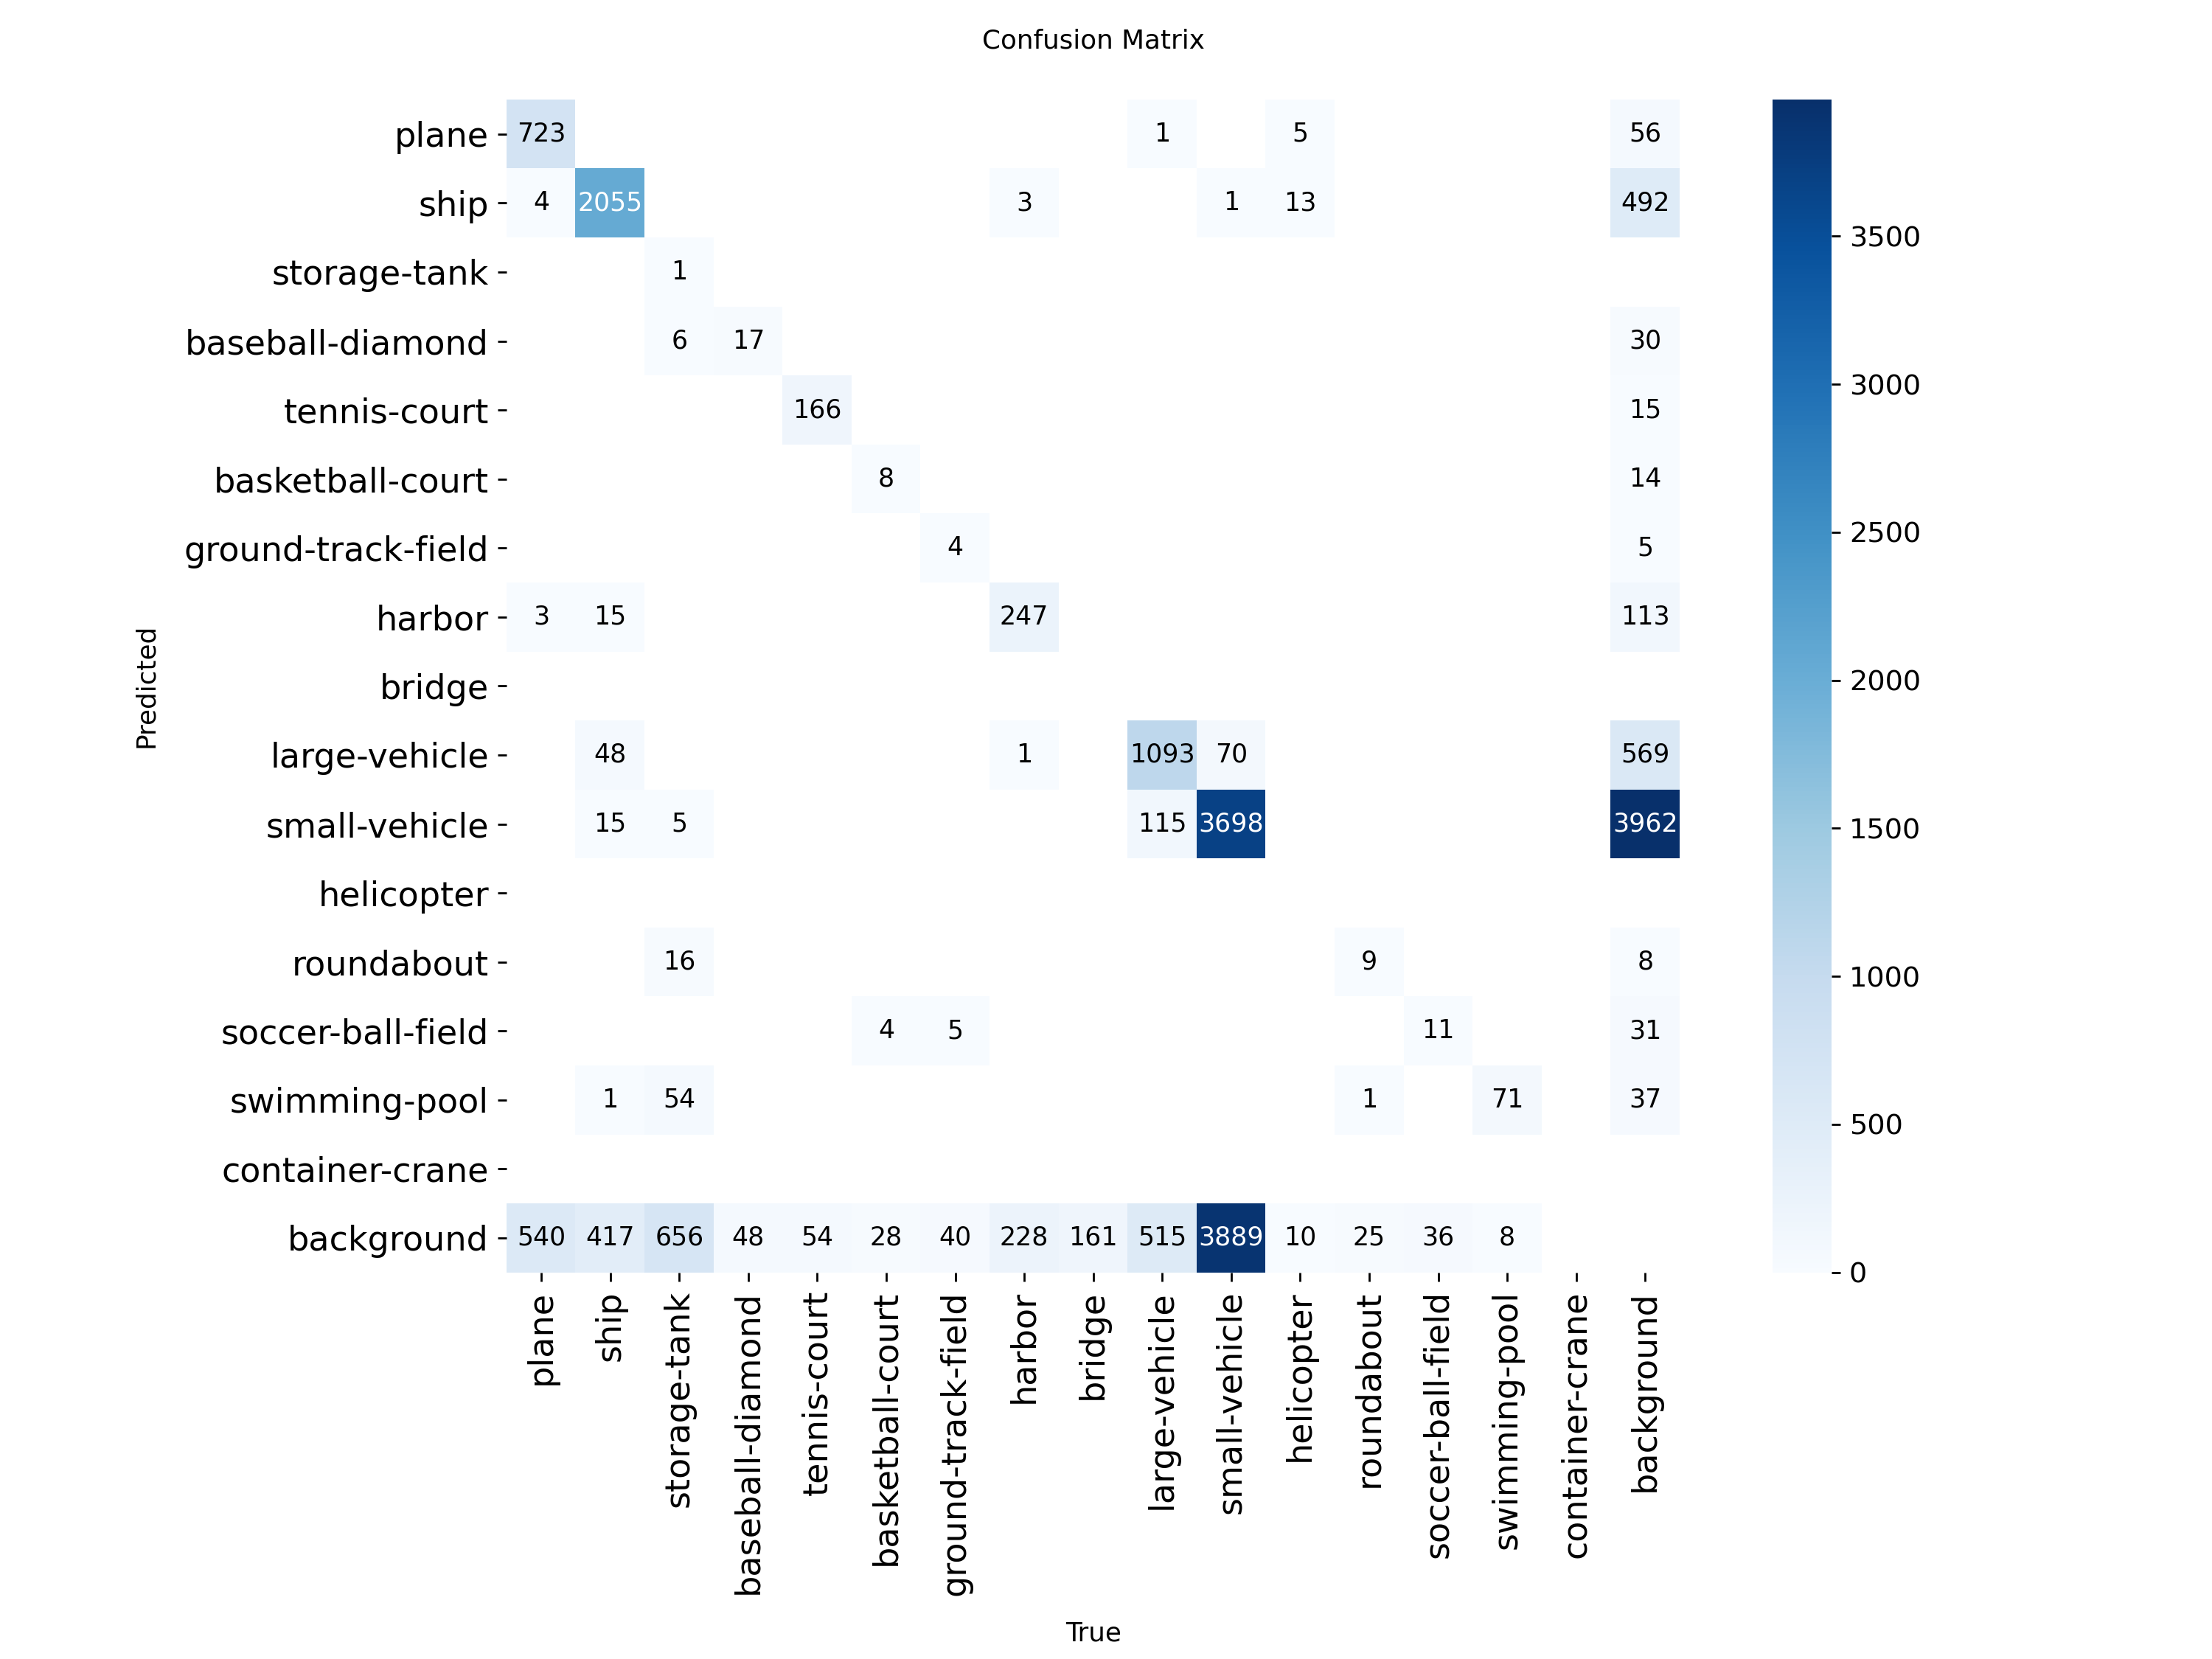 Confusion Matrix
plane 723 1 5 56
ship 4 2055 3 1 13 492
storage-tank 1
baseball-diamond 6 17 30
tennis-court 166 15
basketball-court 8 14
ground-track-field 4 5
harbor 3 15 247 113
bridge
large-vehicle 48 1 1093 70 569
small-vehicle 15 5 115 3698 3962
helicopter
roundabout 16 9 8
soccer-ball-field 4 5 11 31
swimming-pool 1 54 1 71 37
container-crane
background 540 417 656 48 54 28 40 228 161 515 3889 10 25 36 8
Predicted
plane
ship
storage-tank
baseball-diamond
tennis-court
basketball-court
ground-track-field
harbor
bridge
large-vehicle
small-vehicle
helicopter
roundabout
soccer-ball-field
swimming-pool
container-crane
background
True
3500
3000
2500
2000
1500
1000
500
0